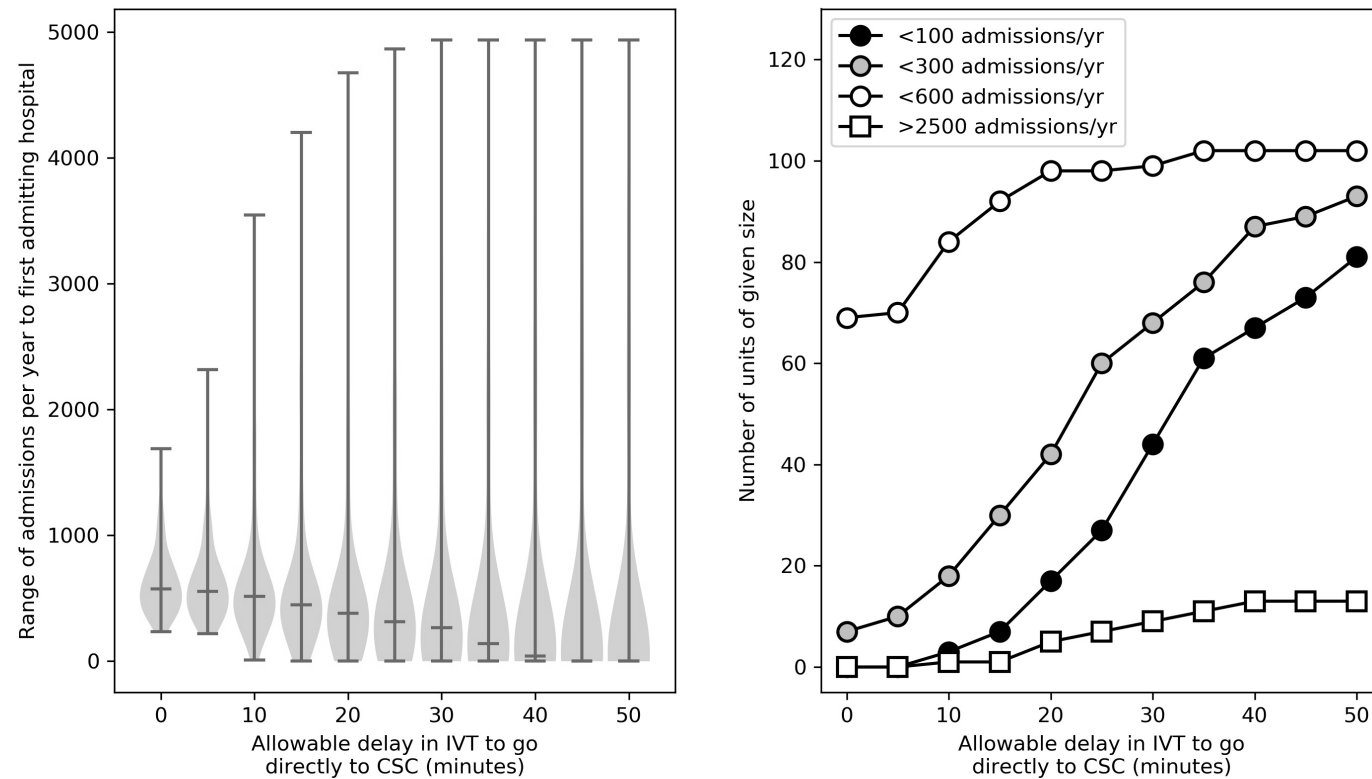 Range of admissions per year to first admitting hospital
5000
4000
3000
2000
1000
0
0 10 20 30 40 50
Allowable delay in IVT to go
directly to CSC (minutes)
Number of units of given size
120
100
80
60
40
20
0
<100 admissions/yr
<300 admissions/yr
<600 admissions/yr
>2500 admissions/yr
0 10 20 30 40 50
Allowable delay in IVT to go
directly to CSC (minutes)